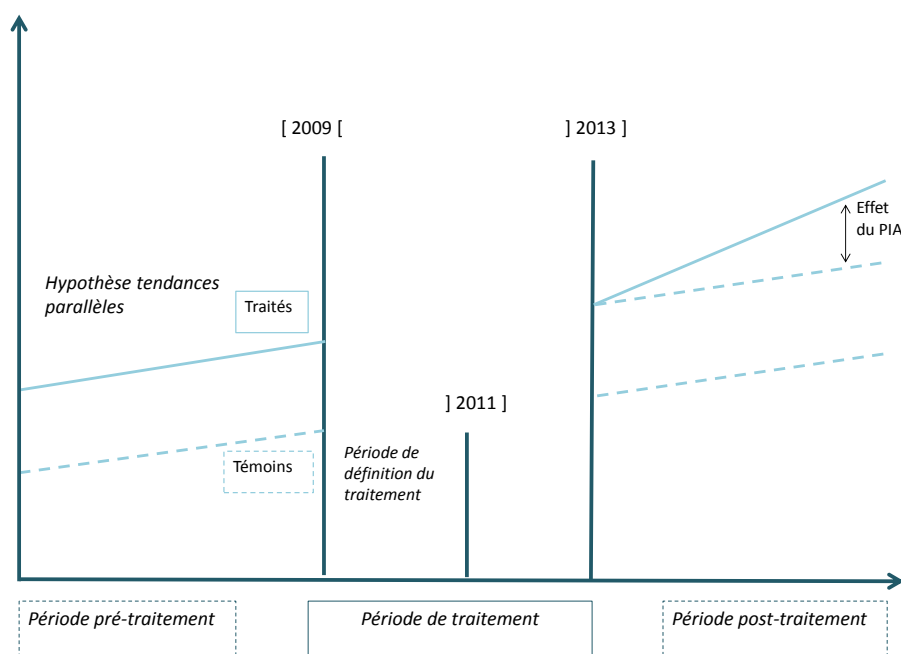 [ 2009 [
] 2013 ]
Effet
du PIA
Hypothèse tendances
parallèles
Traités
] 2011 ]
Témoins
Période de
définition du
traitement
Période pré-traitement
Période de traitement
Période post-traitement